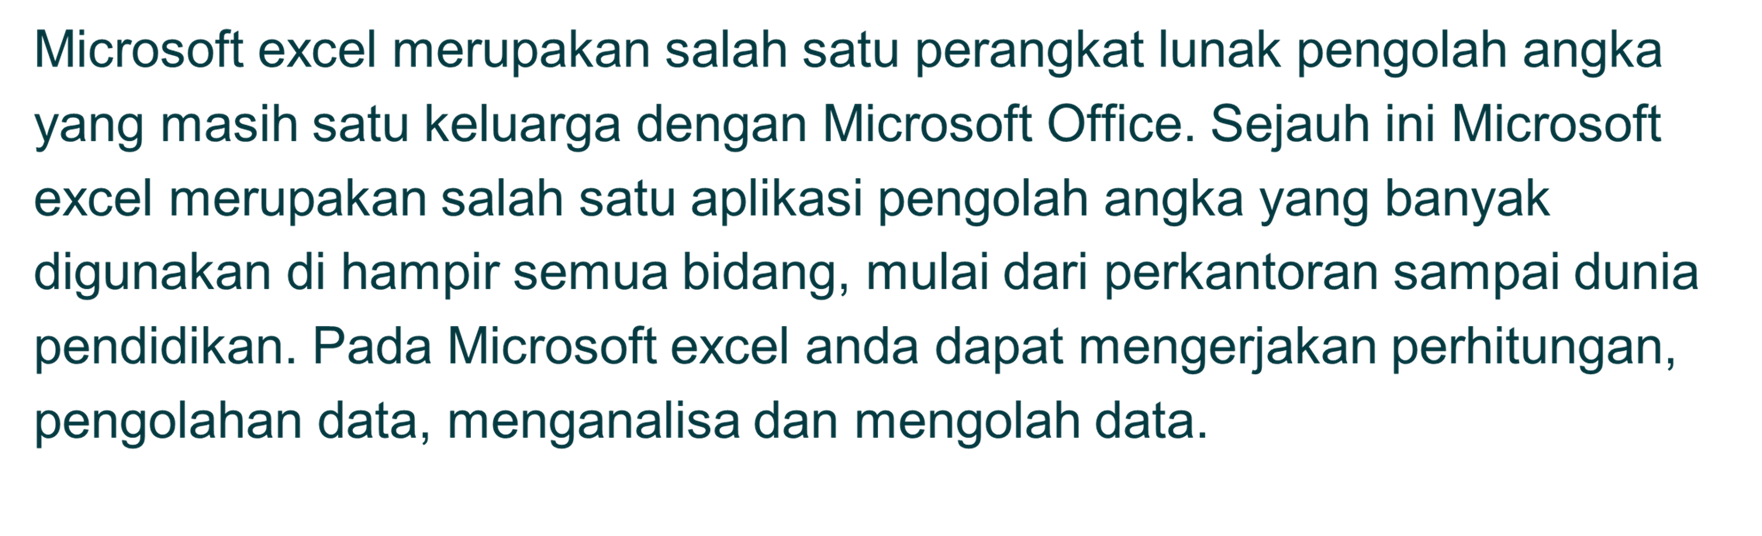 Microsoft excel merupakan salah satu perangkat lunak pengolah angka
yang masih satu keluarga dengan Microsoft Office. Sejauh ini Microsoft
excel merupakan salah satu aplikasi pengolah angka yang banyak
digunakan di hampir semua bidang, mulai dari perkantoran sampai dunia
pendidikan. Pada Microsoft excel anda dapat mengerjakan perhitungan,
pengolahan data, menganalisa dan mengolah data.